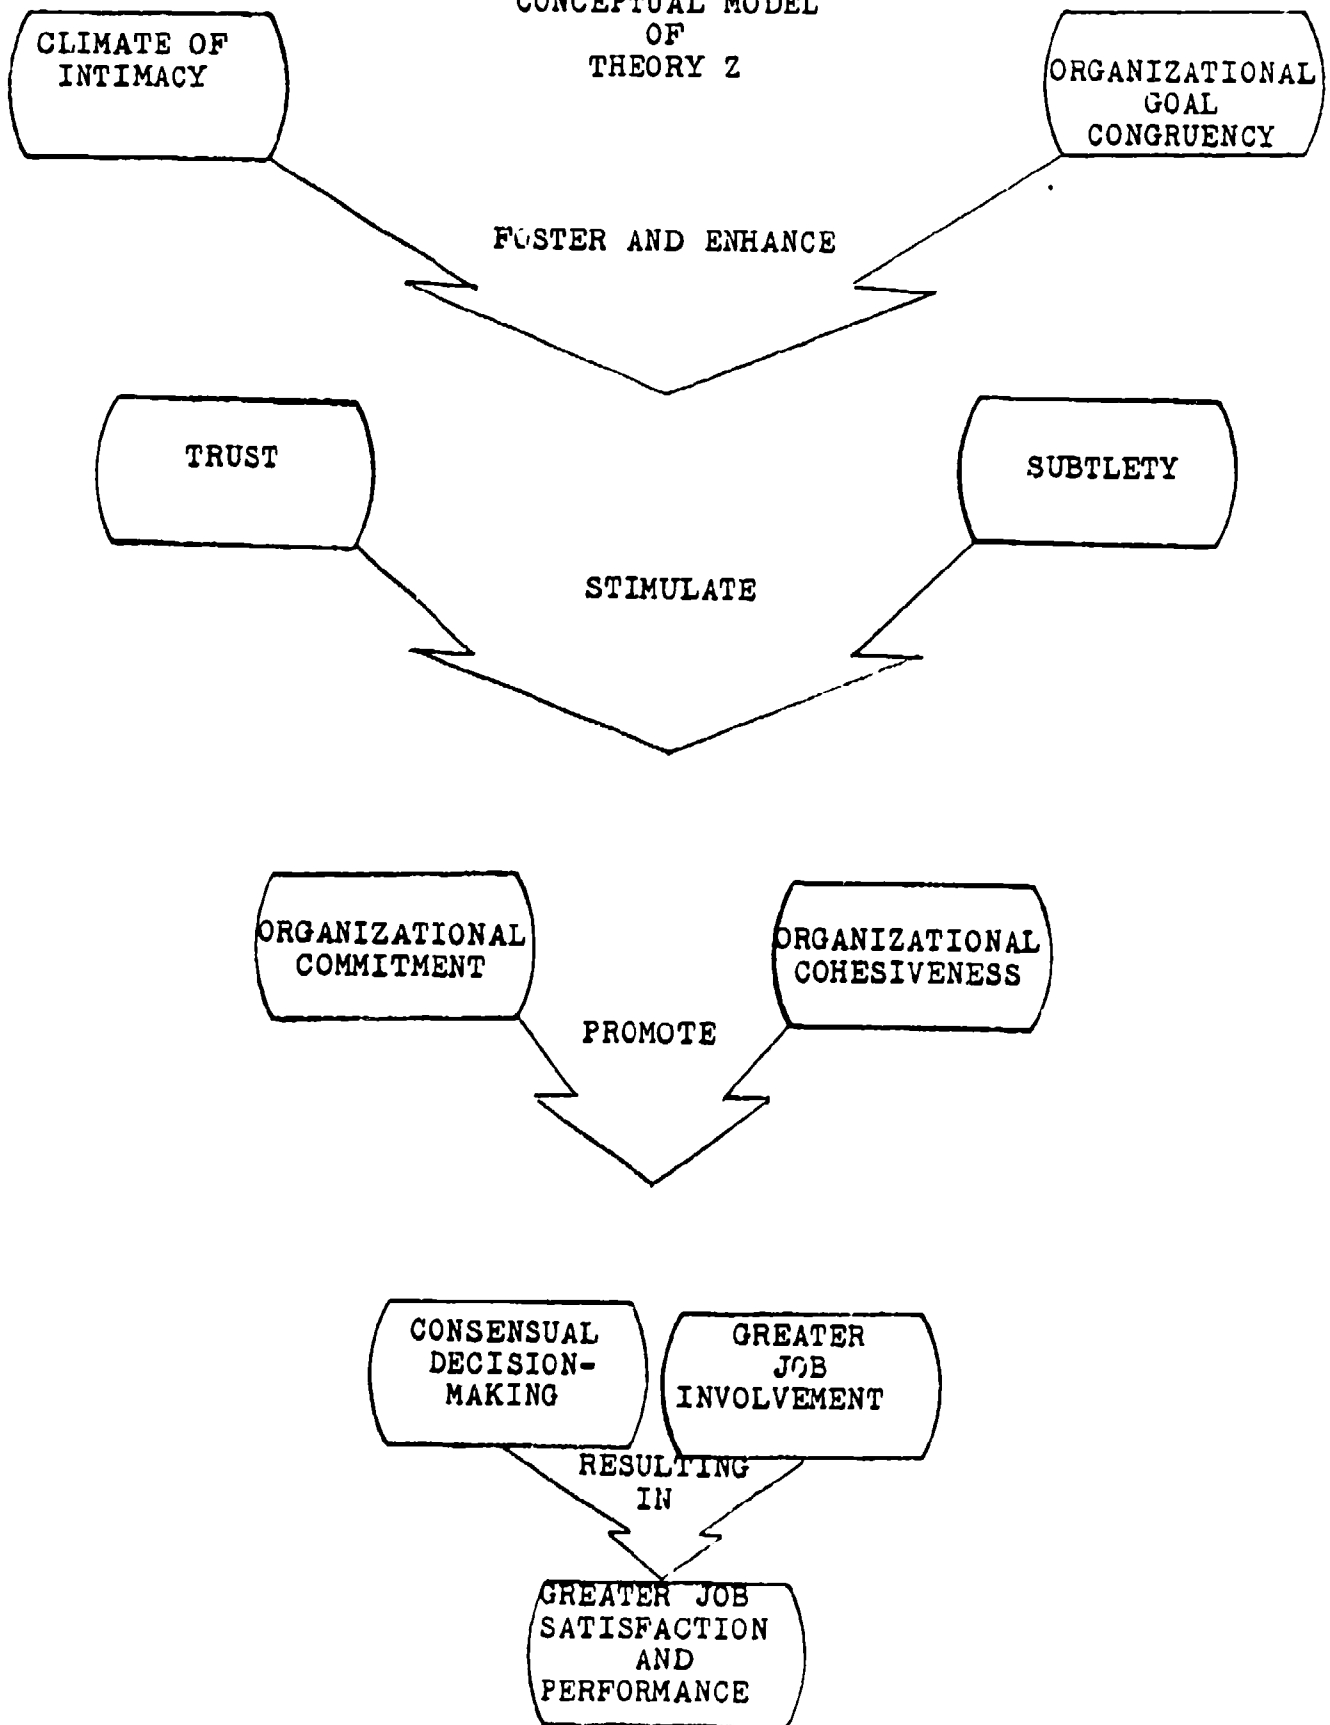 CONCEPTUAL MODEL
OF
THEORY Z
CLIMATE OF
INTIMACY
ORGANIZATIONAL
GOAL
CONGRUENCY
FOSTER AND ENHANCE
TRUST
SUBTLETY
STIMULATE
ORGANIZATIONAL
COMMITMENT
ORGANIZATIONAL
COHESIVENESS
PROMOTE
CONSENSUAL
DECISION-
MAKING
GREATER
JOB
INVOLVEMENT
RESULTING
IN
GREATER JOB
SATISFACTION
AND
PERFORMANCE